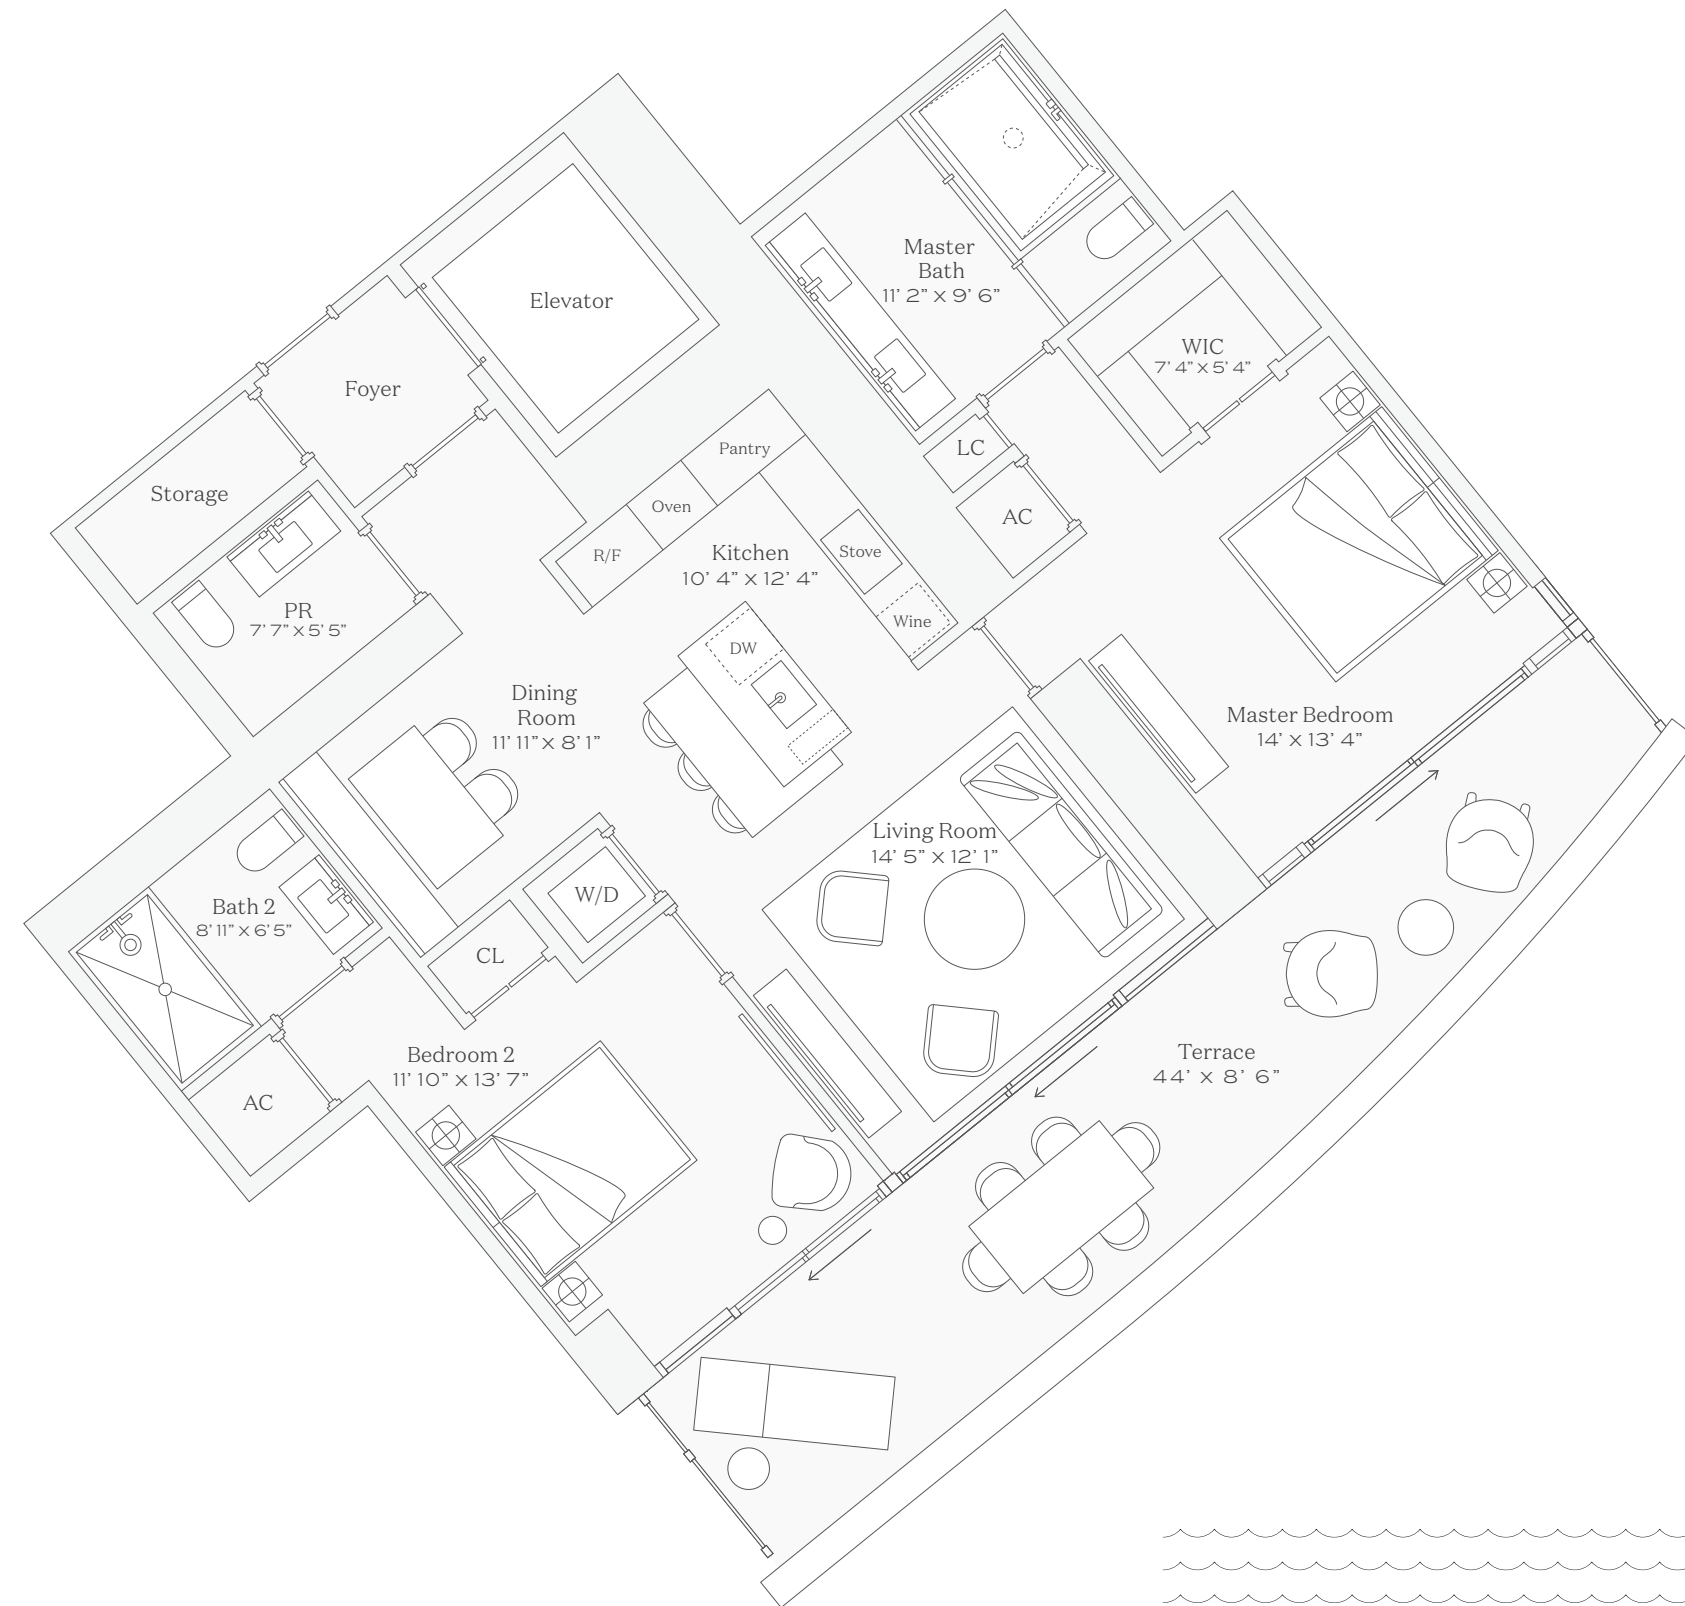 Master
Bath
11' 2" x 9' 6"
Elevator
WIC
7' 4" x 5' 4"
Foyer
LC
Pantry
Storage
Oven
AC
R/F
Kitchen
10' 4" x 12' 4"
Stove
PR
7' 7" x 5' 5"
Wine
DW
Dining
Room
11' 11" x 8' 1"
Master Bedroom
14' x 13' 4"
Living Room
14' 5" x 12' 1"
W/D
Bath 2
8' 11" x 6' 5"
CL
Bedroom 2
11' 10" x 13' 7"
Terrace
44' x 8' 6"
AC